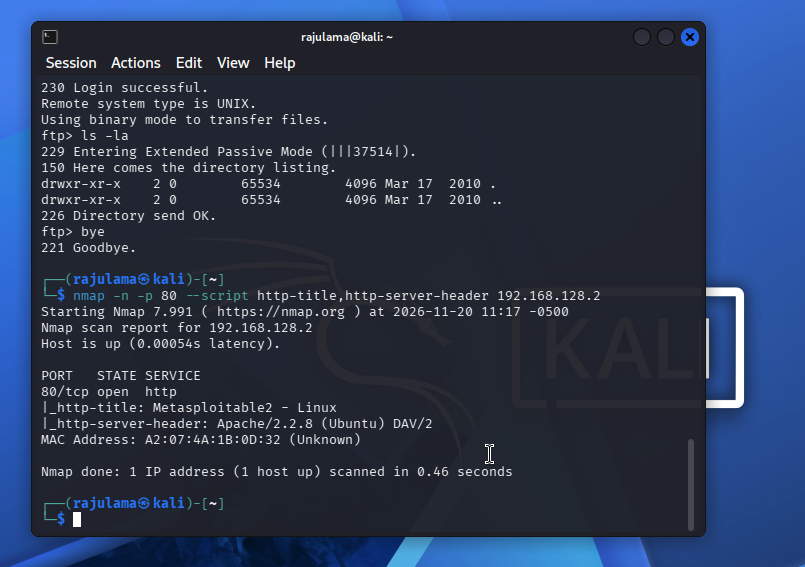 rajulama@kali: ~
Session Actions Edit View Help
230 Login successful.
Remote system type is UNIX.
Using binary mode to transfer files.
ftp> ls -la
229 Entering Extended Passive Mode (|||37514|).
150 Here comes the directory listing.
drwxr-xr-x    2 0        65534        4096 Mar 17  2010 .
drwxr-xr-x    2 0        65534        4096 Mar 17  2010 ..
226 Directory send OK.
ftp> bye
221 Goodbye.
┌──(rajulama㉿kali)-[~]
└─$ nmap -n -p 80 --script http-title,http-server-header 192.168.128.2
Starting Nmap 7.991 ( https://nmap.org ) at 2026-11-20 11:17 -0500
Nmap scan report for 192.168.128.2
Host is up (0.00054s latency).
PORT   STATE SERVICE
80/tcp open  http
|_http-title: Metasploitable2 - Linux
|_http-server-header: Apache/2.2.8 (Ubuntu) DAV/2
MAC Address: A2:07:4A:1B:0D:32 (Unknown)
Nmap done: 1 IP address (1 host up) scanned in 0.46 seconds
┌──(rajulama㉿kali)-[~]
└─$
KALI